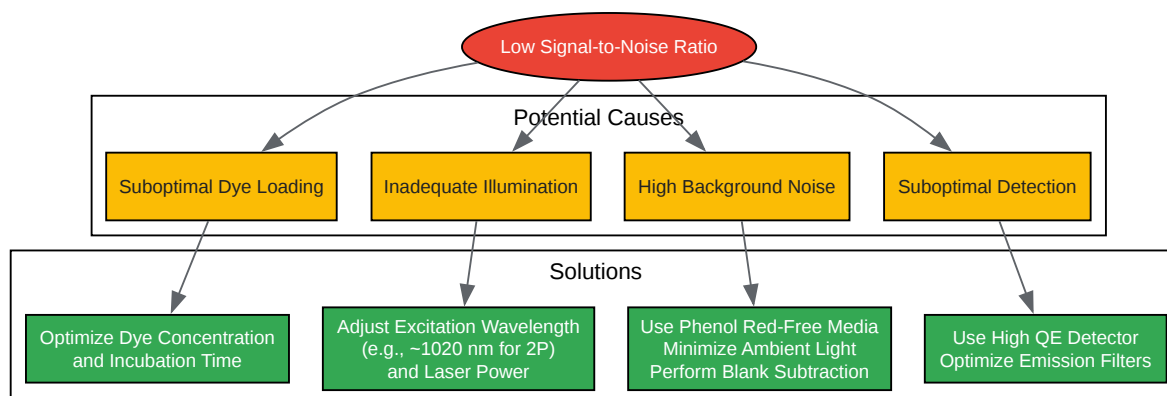 Low Signal-to-Noise Ratio
Potential Causes
Suboptimal Dye Loading
Inadequate Illumination
High Background Noise
Suboptimal Detection
Solutions
Optimize Dye Concentration
and Incubation Time
Adjust Excitation Wavelength
(e.g., ~1020 nm for 2P)
and Laser Power
Use Phenol Red-Free Media
Minimize Ambient Light
Perform Blank Subtraction
Use High QE Detector
Optimize Emission Filters